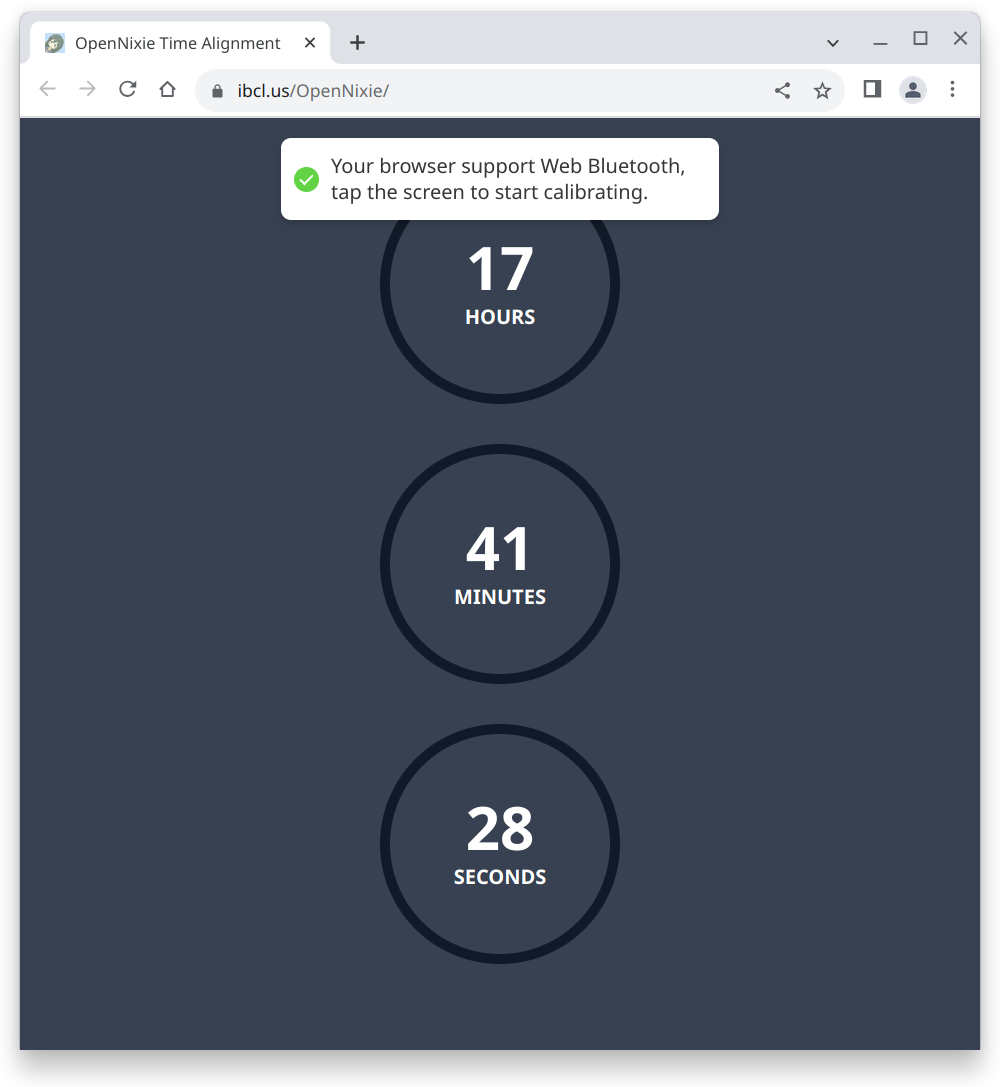 OpenNixie Time Alignment
ibcl.us/OpenNixie/
Your browser support Web Bluetooth,
tap the screen to start calibrating.
17
HOURS
41
MINUTES
28
SECONDS